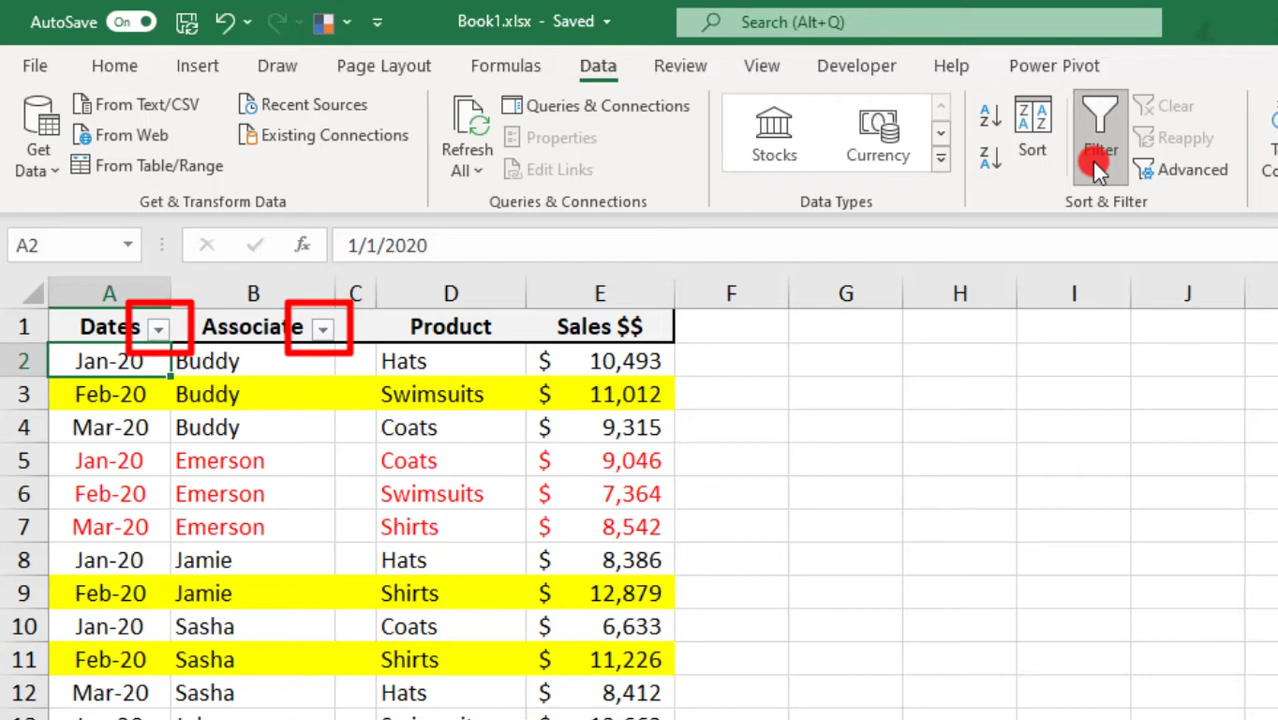 AutoSave On Book1.xlsx - Saved Search (Alt+Q)
File Home Insert Draw Page Layout Formulas Data Review View Developer Help Power Pivot
Get Data
From Text/CSV
From Web
From Table/Range
Recent Sources
Existing Connections
Get & Transform Data
Refresh All
Queries & Connections
Properties
Edit Links
Queries & Connections
Stocks Currency
Data Types
Sort
Filter
Clear
Reapply
Advanced
Sort & Filter
A2 fx 1/1/2020
A B C D E F G H I J
1 Dates Associate Product Sales $$
2 Jan-20 Buddy Hats $ 10,493
3 Feb-20 Buddy Swimsuits $ 11,012
4 Mar-20 Buddy Coats $ 9,315
5 Jan-20 Emerson Coats $ 9,046
6 Feb-20 Emerson Swimsuits $ 7,364
7 Mar-20 Emerson Shirts $ 8,542
8 Jan-20 Jamie Hats $ 8,386
9 Feb-20 Jamie Shirts $ 12,879
10 Jan-20 Sasha Coats $ 6,633
11 Feb-20 Sasha Shirts $ 11,226
12 Mar-20 Sasha Hats $ 8,412